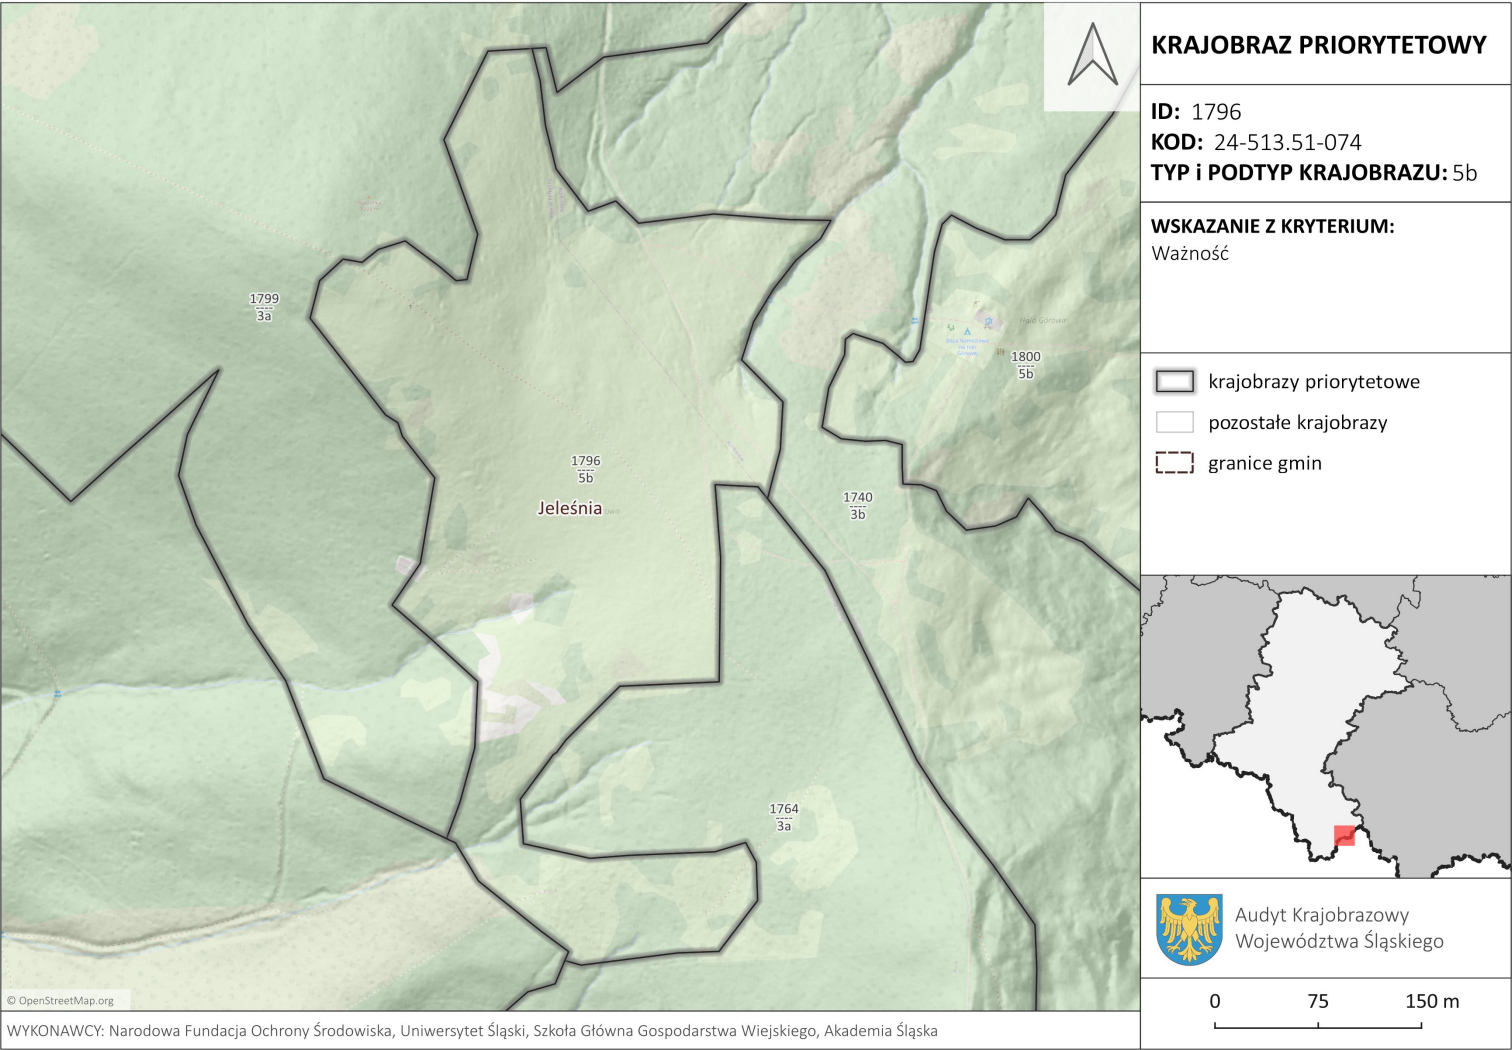 KRAJOBRAZ PRIORYTETOWY
ID: 1796
KOD: 24-513.51-074
TYP i PODTYP KRAJOBRAZU: 5b
WSKAZANIE Z KRYTERIUM:
Ważność
krajobrazy priorytetowe
pozostałe krajobrazy
granice gmin
1799
3a
Hala Górowa
1800
5b
1796
5b
Jeleśnia
1740
3b
1764
3a
Audyt Krajobrazowy
Województwa Śląskiego
0 75 150 m
© OpenStreetMap.org
WYKONAWCY: Narodowa Fundacja Ochrony Środowiska, Uniwersytet Śląski, Szkoła Główna Gospodarstwa Wiejskiego, Akademia Śląska